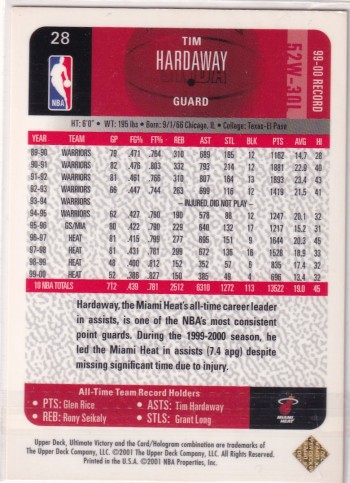 28
TIM
HARDAWAY
GUARD
99-00 RECORD
52W-30L
NBA
HT: 6'0" • WT: 195 lbs • Born: 9/1/66 Chicago, IL • College: Texas-El Paso
YEAR TEAM GP FG% FT% REB AST STL BLK PTS PPG HI
89-90 WARRIORS 79 .471 .764 310 689 165 12 1162 14.7 28
90-91 WARRIORS 82 .476 .803 332 793 214 12 1881 22.9 40
91-92 WARRIORS 81 .461 .766 310 807 164 13 1893 23.4 43
92-93 WARRIORS 66 .447 .744 263 699 116 12 1419 21.5 41
93-94 WARRIORS – INJURED, DID NOT PLAY –
94-95 WARRIORS 62 .427 .760 190 578 88 12 1247 20.1 32
95-96 GS/MIA 80 .422 .790 229 640 132 17 1217 15.2
96-97 HEAT 81 .415 .799 277 695 151 9 1644 20.3 45
97-98 HEAT 81 .431 .781 299 672 136 16 1528 18.9
98-99 HEAT 48 .400 .812 152 352 57 6 835 17.4 32
99-00 HEAT 52 .386 .827 150 385 49 4 696 13.4 32
10 NBA TOTALS 712 .439 .781 2512 6310 1272 113 13522 19.0 45
Hardaway, the Miami Heat's all-time career leader
in assists, is one of the NBA's most consistent
point guards. During the 1999-2000 season, he
led the Miami Heat in assists (7.4 apg) despite
missing significant time due to injury.
All-Time Team Record Holders
• PTS: Glen Rice • ASTS: Tim Hardaway
• REB: Rony Seikaly • STLS: Grant Long
MIAMI
HEAT
Upper Deck, Ultimate Victory and the Card/Hologram combination are trademarks of
The Upper Deck Company, LLC. ©2001 The Upper Deck Company, LLC. All Rights Reserved.
Printed in the U.S.A. ©2001 NBA Properties, Inc.